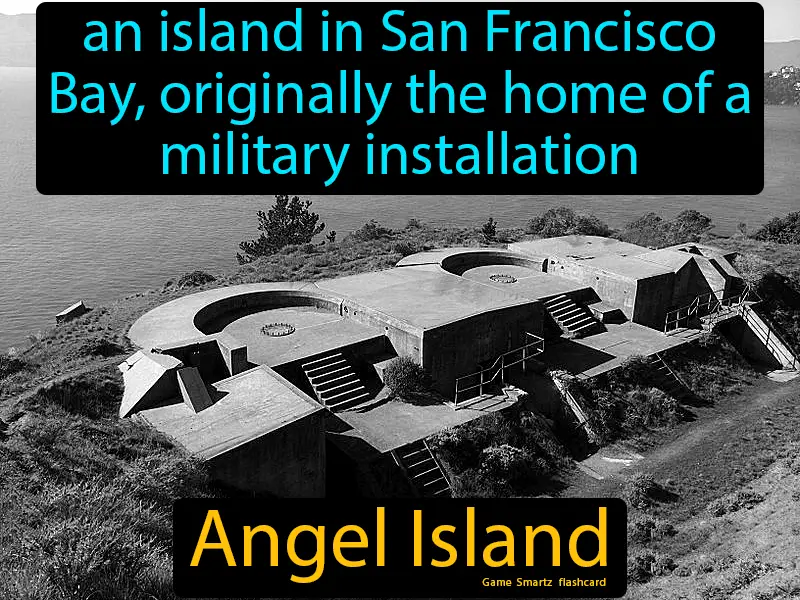 an island in San Francisco
Bay, originally the home of a
military installation
Angel Island
Game Smartz flashcard